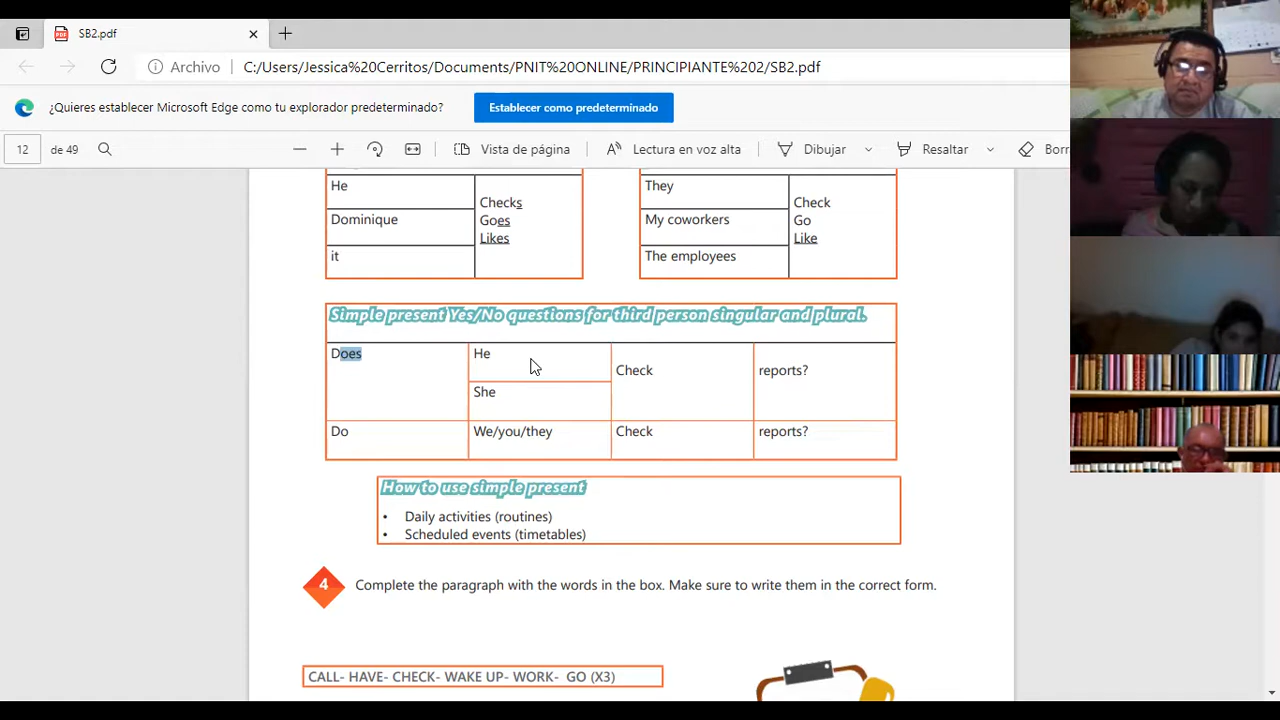 SB2.pdf
Archivo C:/Users/Jessica%20Cerritos/Documents/PNIT%20ONLINE/PRINCIPIANTE%202/SB2.pdf
¿Quieres establecer Microsoft Edge como tu explorador predeterminado? Establecer como predeterminado
12 de 49 Vista de página Lectura en voz alta Dibujar Resaltar Borr
He
Dominique
it
Checks
Goes
Likes
They
My coworkers
The employees
Check
Go
Like
Simple present Yes/No questions for third person singular and plural.
Does He Check reports?
She
Do We/you/they Check reports?
How to use simple present
• Daily activities (routines)
• Scheduled events (timetables)
4 Complete the paragraph with the words in the box. Make sure to write them in the correct form.
CALL- HAVE- CHECK- WAKE UP- WORK- GO (X3)